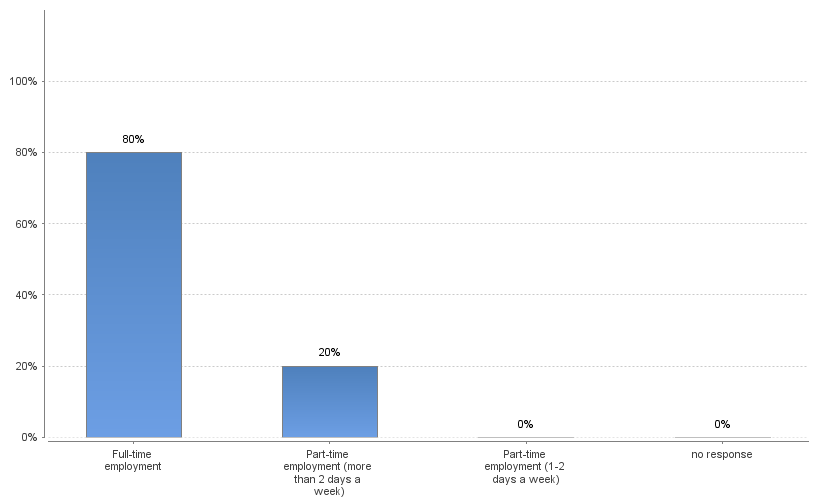 100%
80%
60%
40%
20%
0%
80%
20%
0%
0%
Full-time
employment
Part-time
employment (more
than 2 days a
week)
Part-time
employment (1-2
days a week)
no response